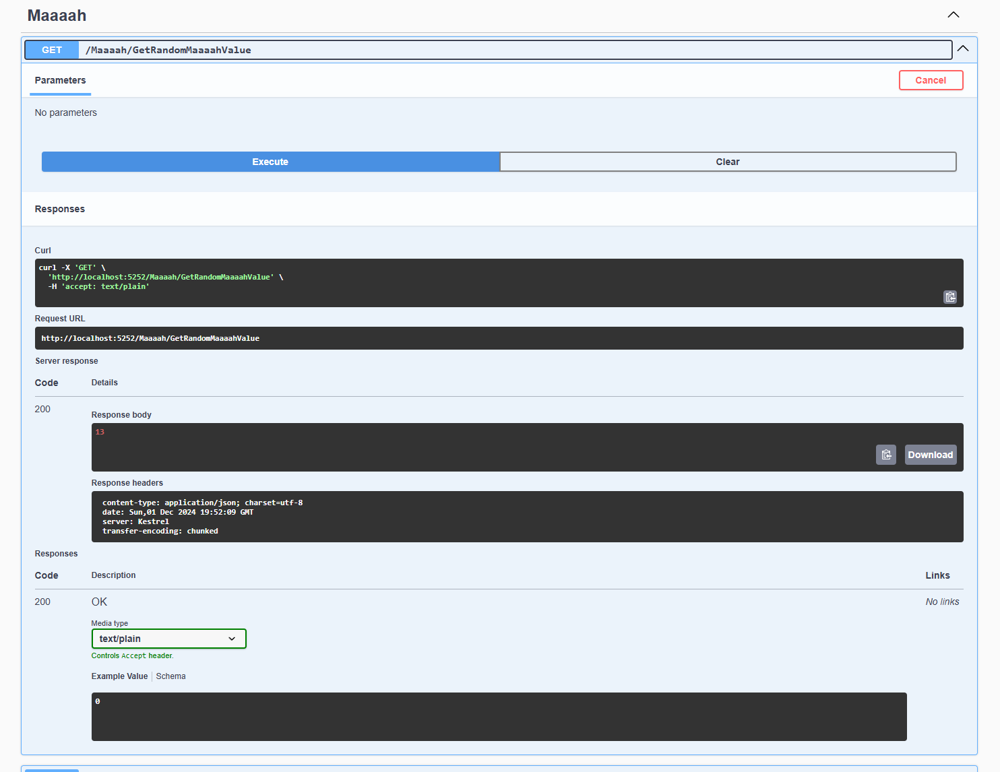 Maaaah
GET /Maaaah/GetRandomMaaaahValue
Parameters
Cancel
No parameters
Execute
Clear
Responses
Curl
curl -X 'GET' \
'http://localhost:5252/Maaaah/GetRandomMaaaahValue' \
-H 'accept: text/plain'
Request URL
http://localhost:5252/Maaaah/GetRandomMaaaahValue
Server response
Code Details
200
Response body
13
Download
Response headers
content-type: application/json; charset=utf-8
date: Sun,01 Dec 2024 19:52:09 GMT
server: Kestrel
transfer-encoding: chunked
Responses
Code Description Links
200 OK No links
Media type
text/plain
Controls Accept header.
Example Value Schema
0